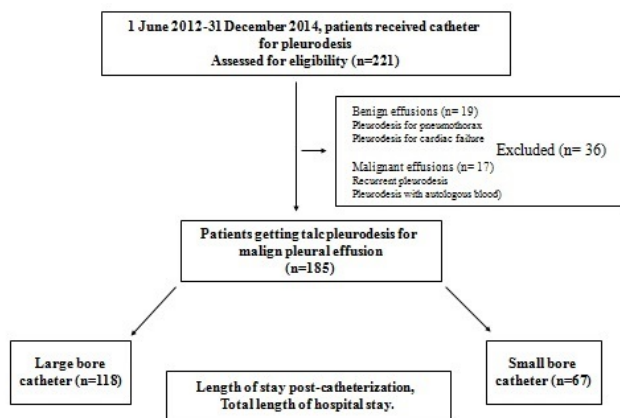 1 June 2012-31 December 2014, patients received catheter
for pleurodesis
Assessed for eligibility (n=221)
Benign effusions (n= 19)
Pleurodesis for pneumothorax
Pleurodesis for cardiac failure
Excluded (n= 36)
Malignant effusions (n= 17)
Recurrent pleurodesis
Pleurodesis with autologous blood)
Patients getting talc pleurodesis for
malign pleural effusion
(n=185)
Large bore
catheter (n=118)
Small bore
catheter (n=67)
Length of stay post-catheterization,
Total length of hospital stay.